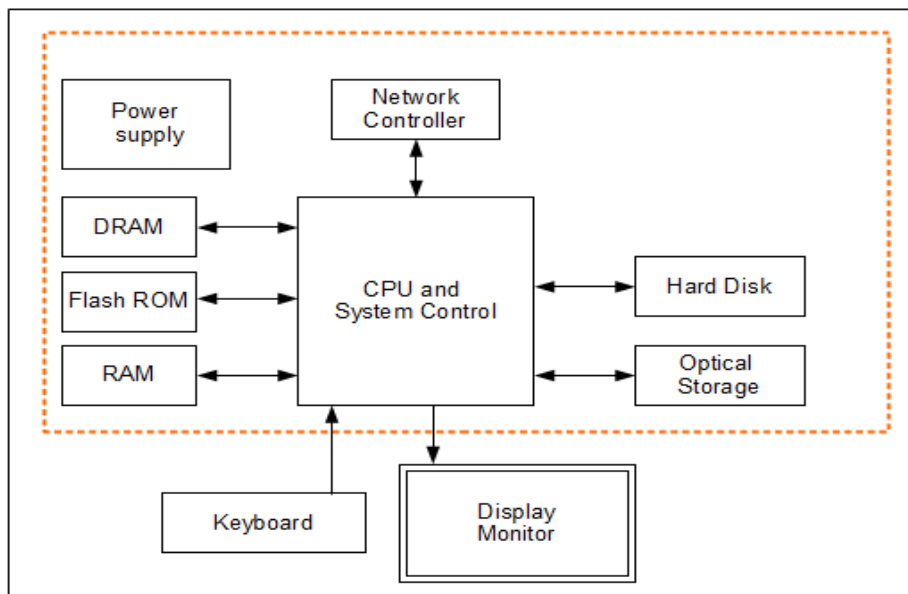 Power
supply
Network
Controller
DRAM
Flash ROM
RAM
CPU and
System Control
Hard Disk
Optical
Storage
Keyboard
Display
Monitor